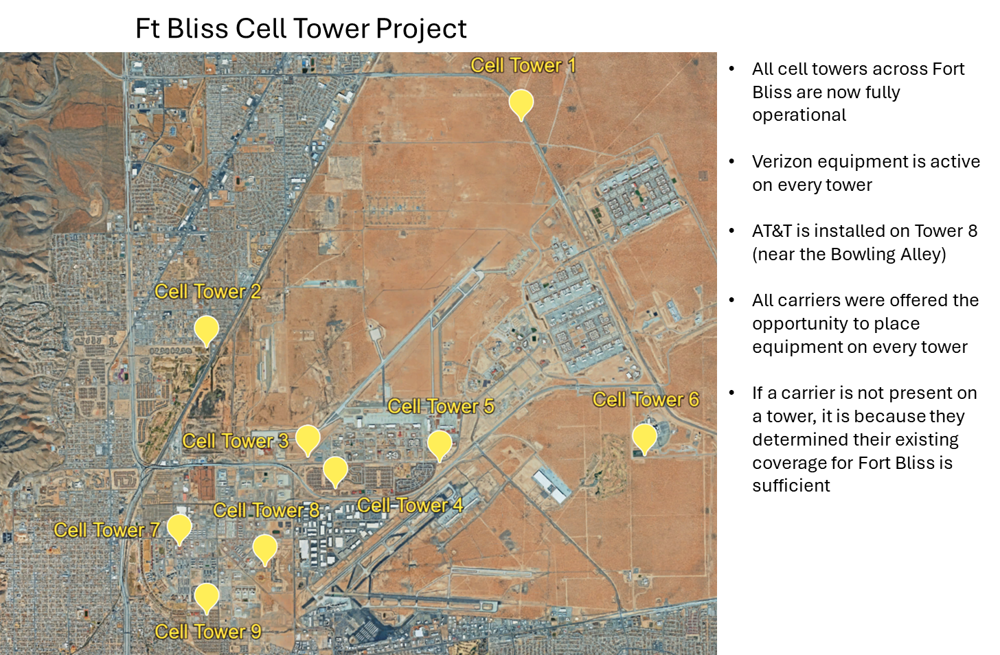 Ft Bliss Cell Tower Project
Cell Tower 1
Cell Tower 2
Cell Tower 5
Cell Tower 6
Cell Tower 3
Cell Tower 4
Cell Tower 8
Cell Tower 7
Cell Tower 9
• All cell towers across Fort
Bliss are now fully
operational
• Verizon equipment is active
on every tower
• AT&T is installed on Tower 8
(near the Bowling Alley)
• All carriers were offered the
opportunity to place
equipment on every tower
• If a carrier is not present on
a tower, it is because they
determined their existing
coverage for Fort Bliss is
sufficient